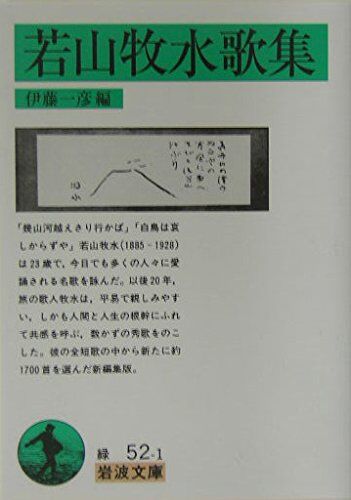 若山牧水歌集
伊藤一彦編
「幾山河越えさり行かば」「白鳥は哀
しからずや」若山牧水(1885‐1928)
は23歳で，今日でも多くの人々に愛
誦される名歌を詠んだ。以後20年，
旅の歌人牧水は，平易で親しみやす
い，しかも人間と人生の根幹にふれ
て共感を呼ぶ，数かずの秀歌をのこ
した。彼の全短歌の中から新たに約
1700首を選んだ新編集版。
緑 52-1
岩波文庫